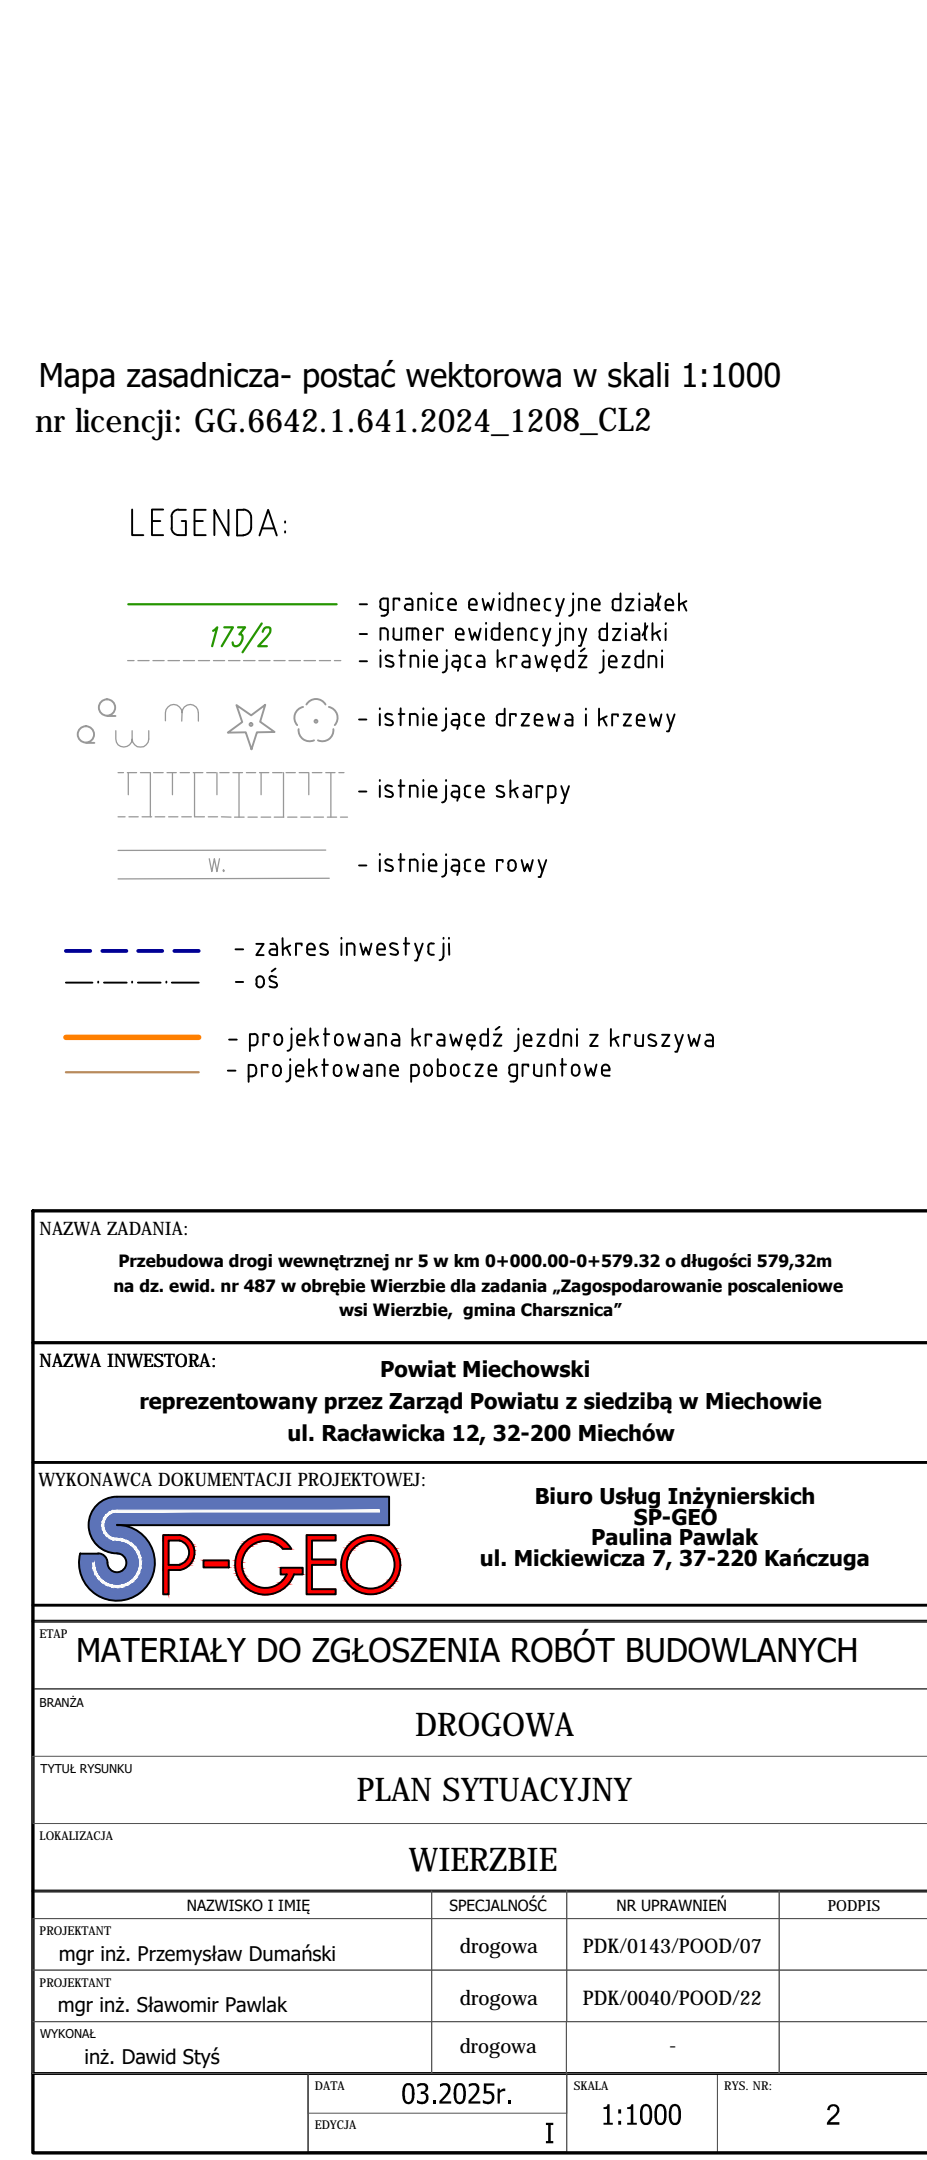 Mapa zasadnicza- postać wektorowa w skali 1:1000
nr licencji: GG.6642.1.641.2024_1208_CL2
LEGENDA:
- granice ewidnecyjne działek
173/2 - numer ewidencyjny działki
- istniejąca krawędź jezdni
- istniejące drzewa i krzewy
- istniejące skarpy
w. - istniejące rowy
- zakres inwestycji
- oś
- projektowana krawędź jezdni z kruszywa
- projektowane pobocze gruntowe
NAZWA ZADANIA:
Przebudowa drogi wewnętrznej nr 5 w km 0+000.00-0+579.32 o długości 579,32m
na dz. ewid. nr 487 w obrębie Wierzbie dla zadania „Zagospodarowanie poscaleniowe
wsi Wierzbie, gmina Charsznica”
NAZWA INWESTORA:
Powiat Miechowski
reprezentowany przez Zarząd Powiatu z siedzibą w Miechowie
ul. Racławicka 12, 32-200 Miechów
WYKONAWCA DOKUMENTACJI PROJEKTOWEJ:
SP-GEO
Biuro Usług Inżynierskich
SP-GEO
Paulina Pawlak
ul. Mickiewicza 7, 37-220 Kańczuga
ETAP
MATERIAŁY DO ZGŁOSZENIA ROBÓT BUDOWLANYCH
BRANŻA
DROGOWA
TYTUŁ RYSUNKU
PLAN SYTUACYJNY
LOKALIZACJA
WIERZBIE
NAZWISKO I IMIĘ SPECJALNOŚĆ NR UPRAWNIEŃ PODPIS
PROJEKTANT
mgr inż. Przemysław Dumański drogowa PDK/0143/POOD/07
PROJEKTANT
mgr inż. Sławomir Pawlak drogowa PDK/0040/POOD/22
WYKONAŁ
inż. Dawid Styś drogowa -
DATA 03.2025r. SKALA RYS. NR:
1:1000 2
EDYCJA I